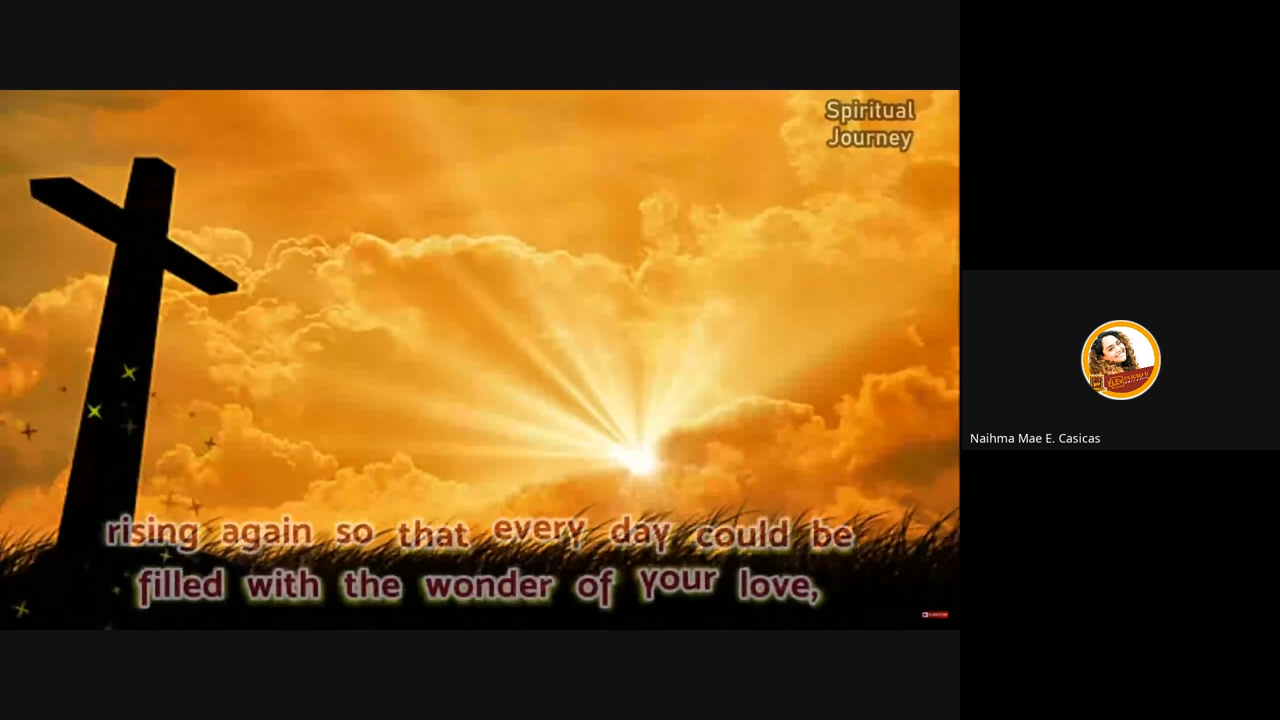 Spiritual
Journey
rising again so that every day could be
filled with the wonder of your love,
Naihma Mae E. Casicas